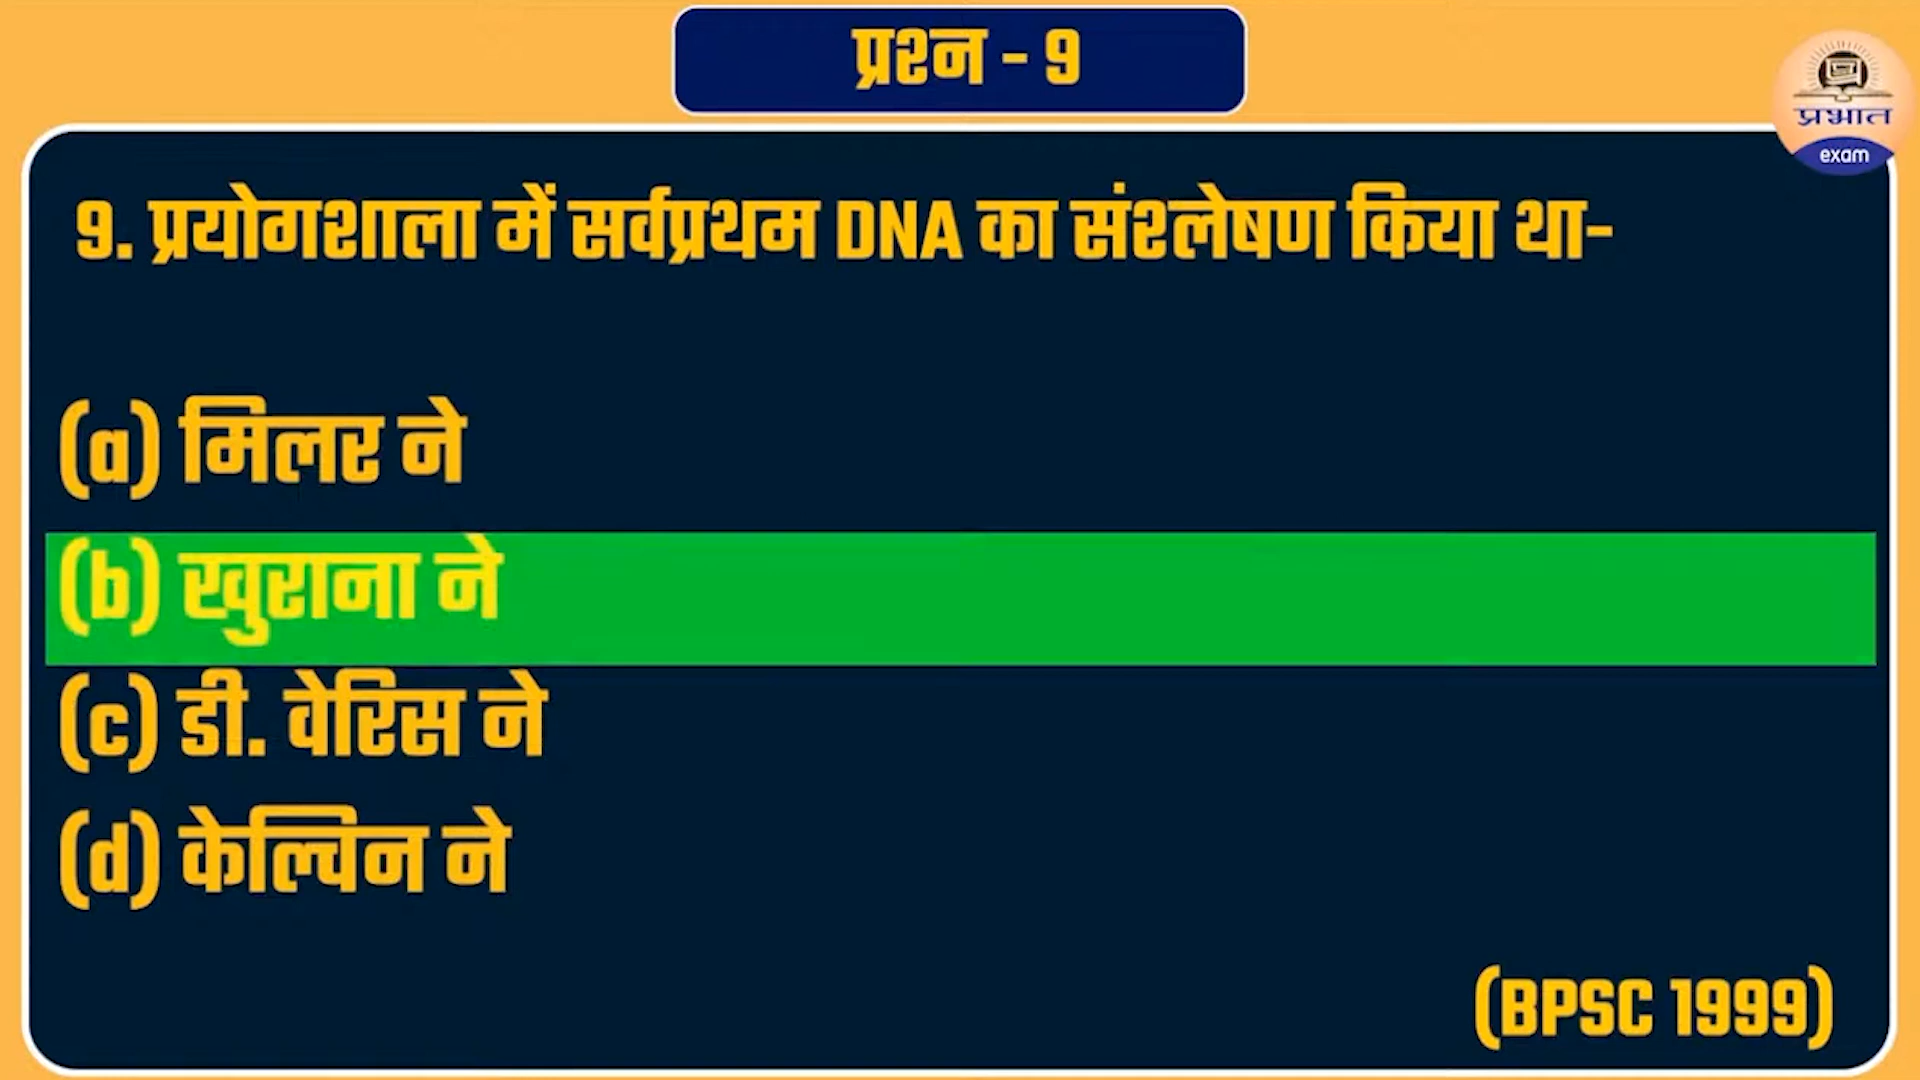 प्रश्न - 9
प्रभात
exam
9. प्रयोगशाला में सर्वप्रथम DNA का संश्लेषण किया था-
(a) मिलर ने
(b) खुराना ने
(c) डी. वेरिस ने
(d) केल्विन ने
(BPSC 1999)